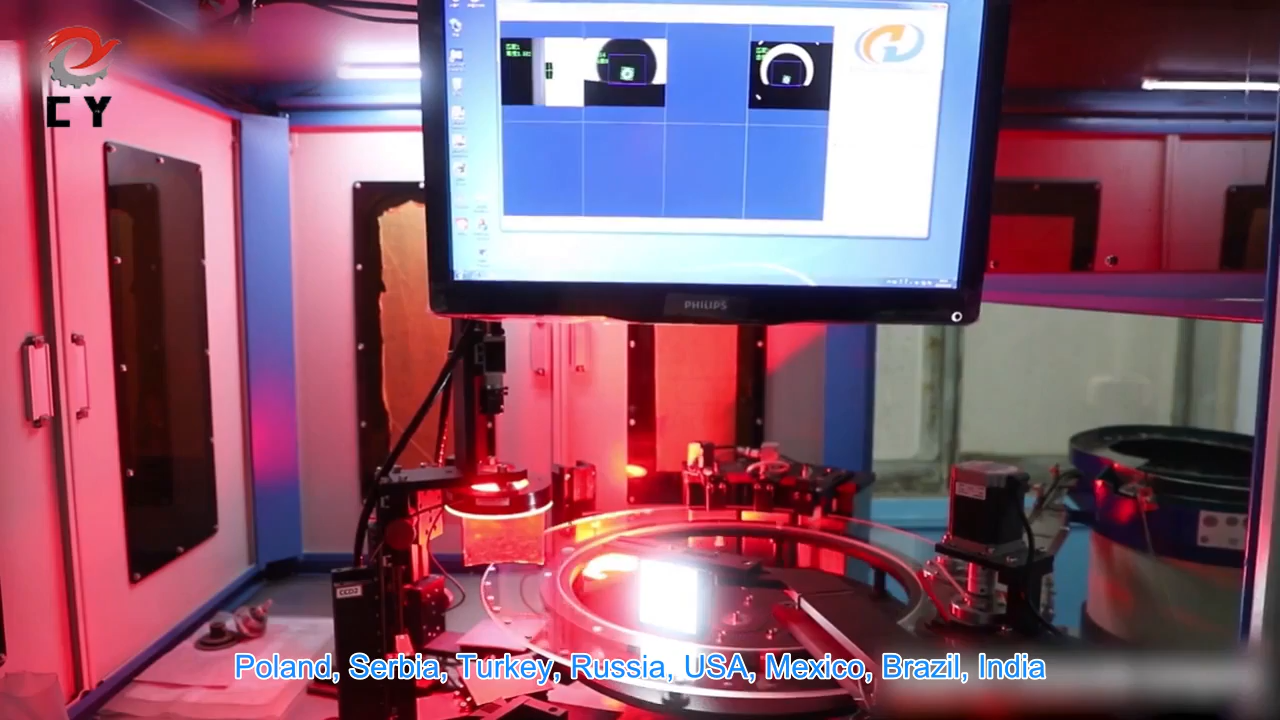 CY
PHILIPS
CCD2
Poland, Serbia, Turkey, Russia, USA, Mexico, Brazil, India